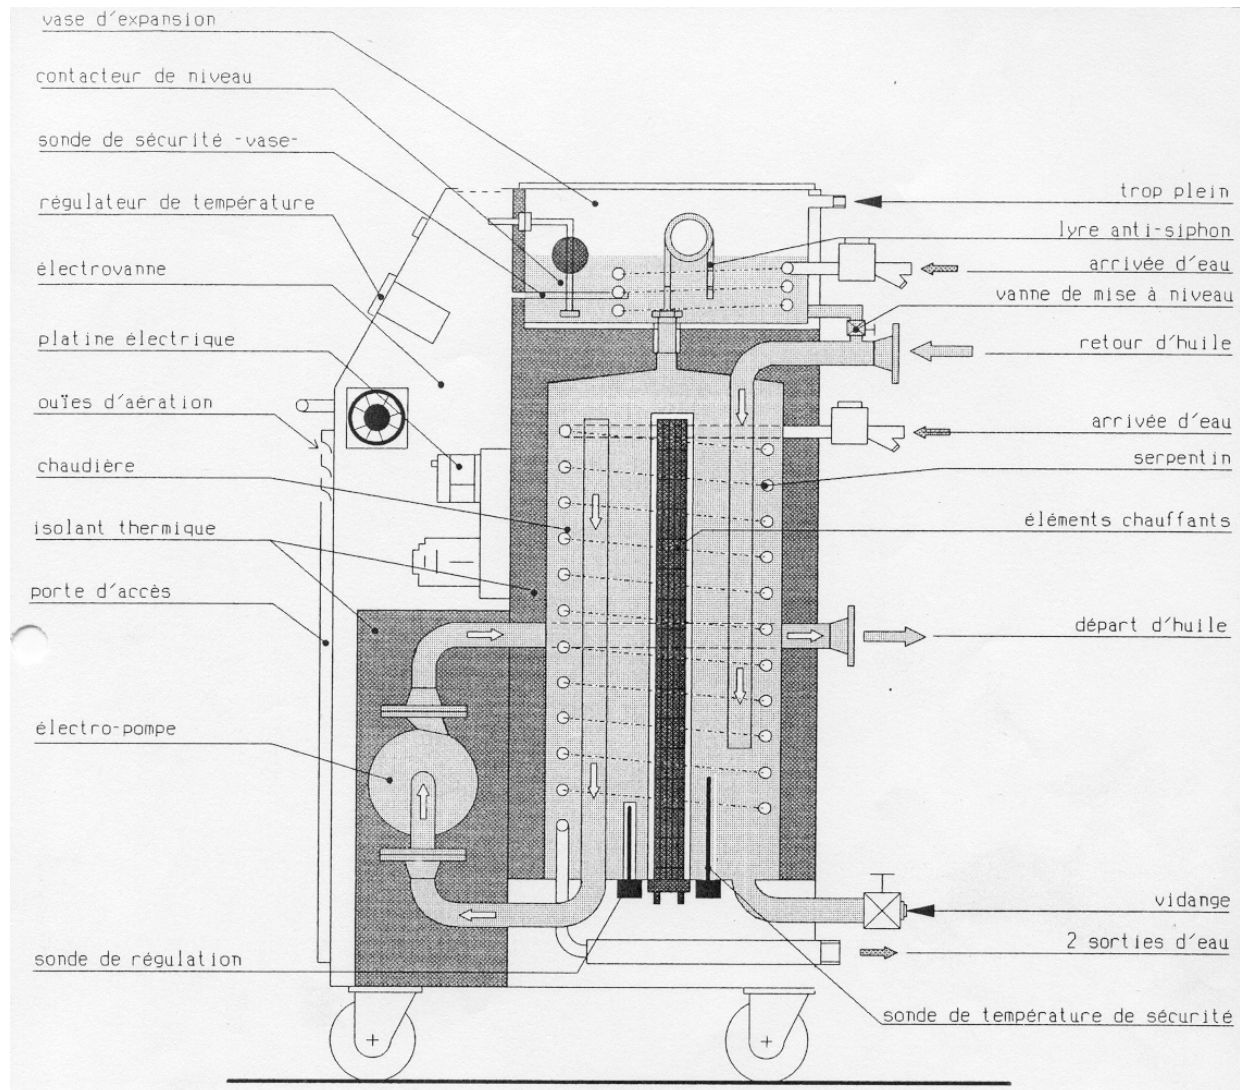 vase d'expansion
contacteur de niveau
sonde de sécurité -vase-
régulateur de température
électrovanne
platine électrique
ouïes d'aération
chaudière
isolant thermique
porte d'accès
électro-pompe
sonde de régulation
trop plein
lyre anti-siphon
arrivée d'eau
vanne de mise à niveau
retour d'huile
arrivée d'eau
serpentin
éléments chauffants
départ d'huile
vidange
2 sorties d'eau
sonde de température de sécurité